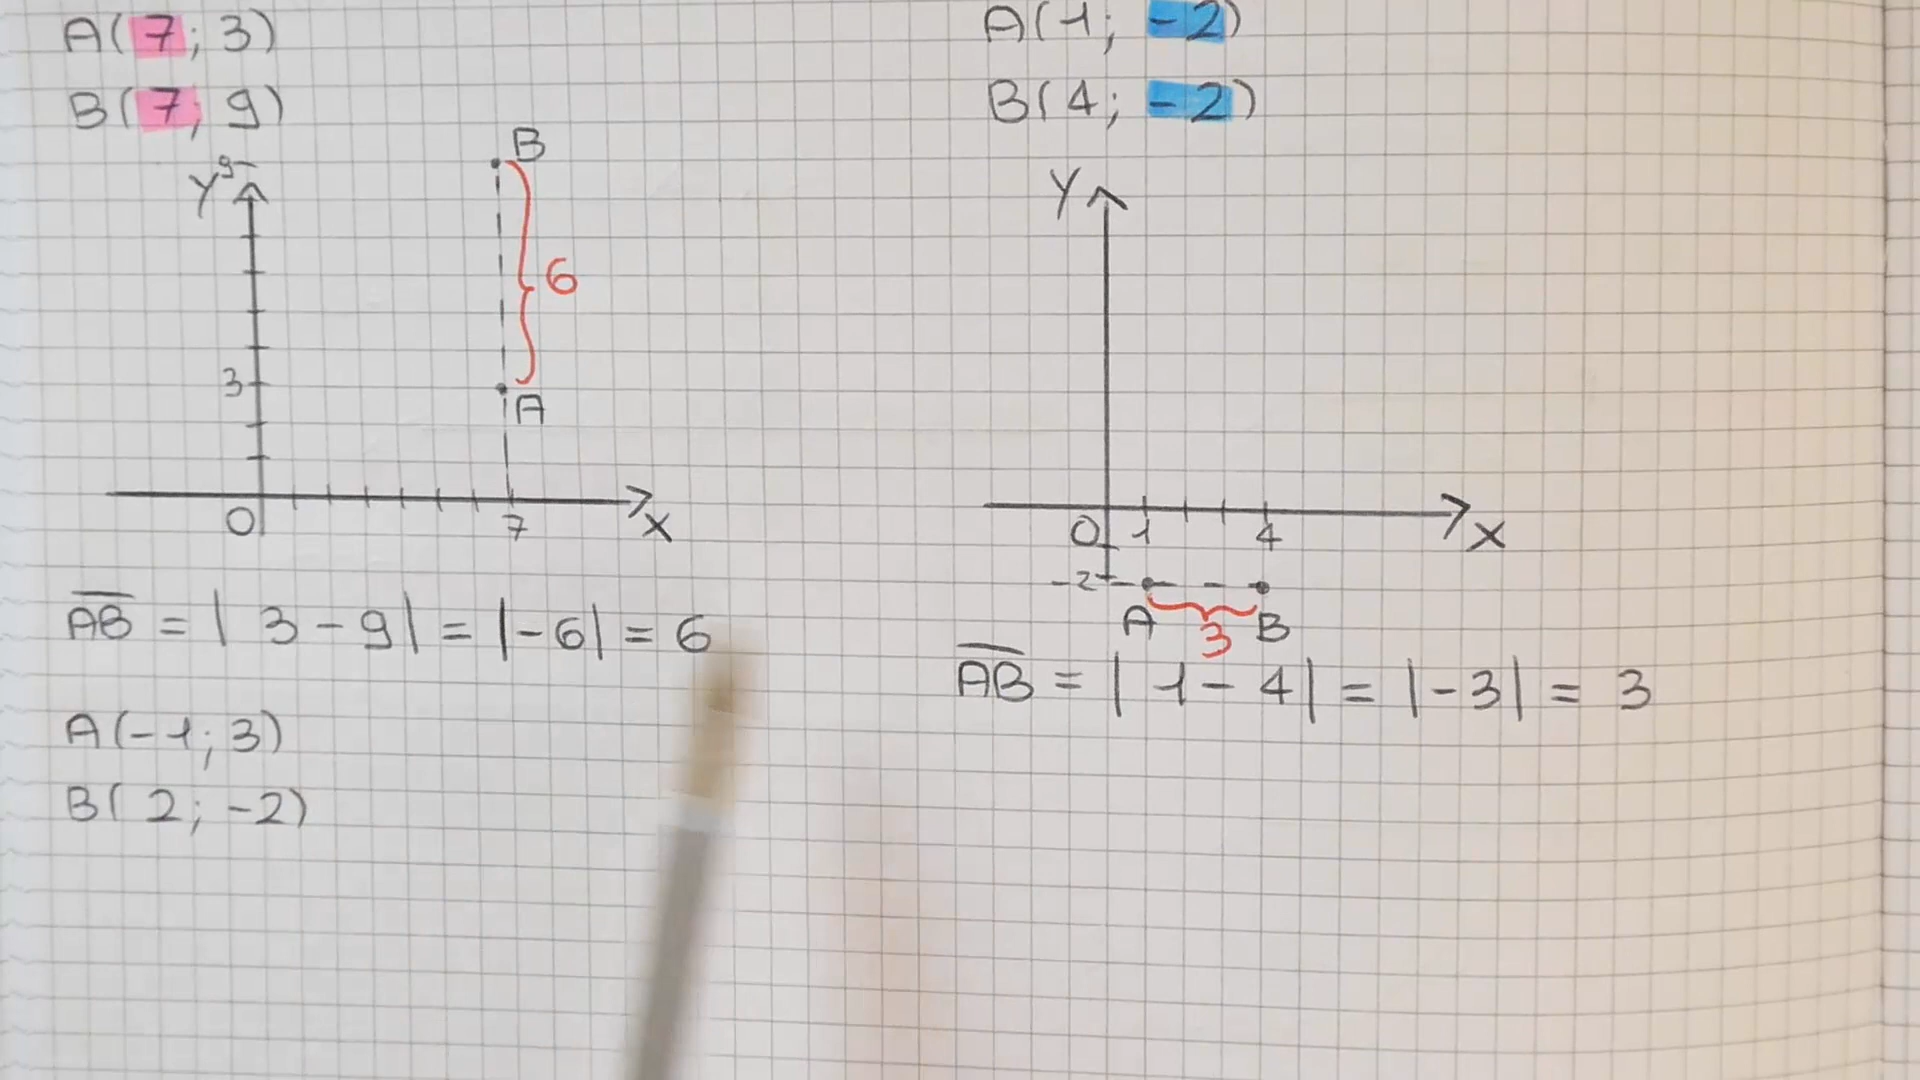 A(7; 3)
B(7; 9)
B
Y 9
6
3
A
0
7
X
AB = | 3 - 9| = |-6| = 6
A(-1; 3)
B( 2; -2)
A(1; -2)
B(4; -2)
Y
0 1 4
X
-2
A 3 B
AB = | 1 - 4| = |-3| = 3